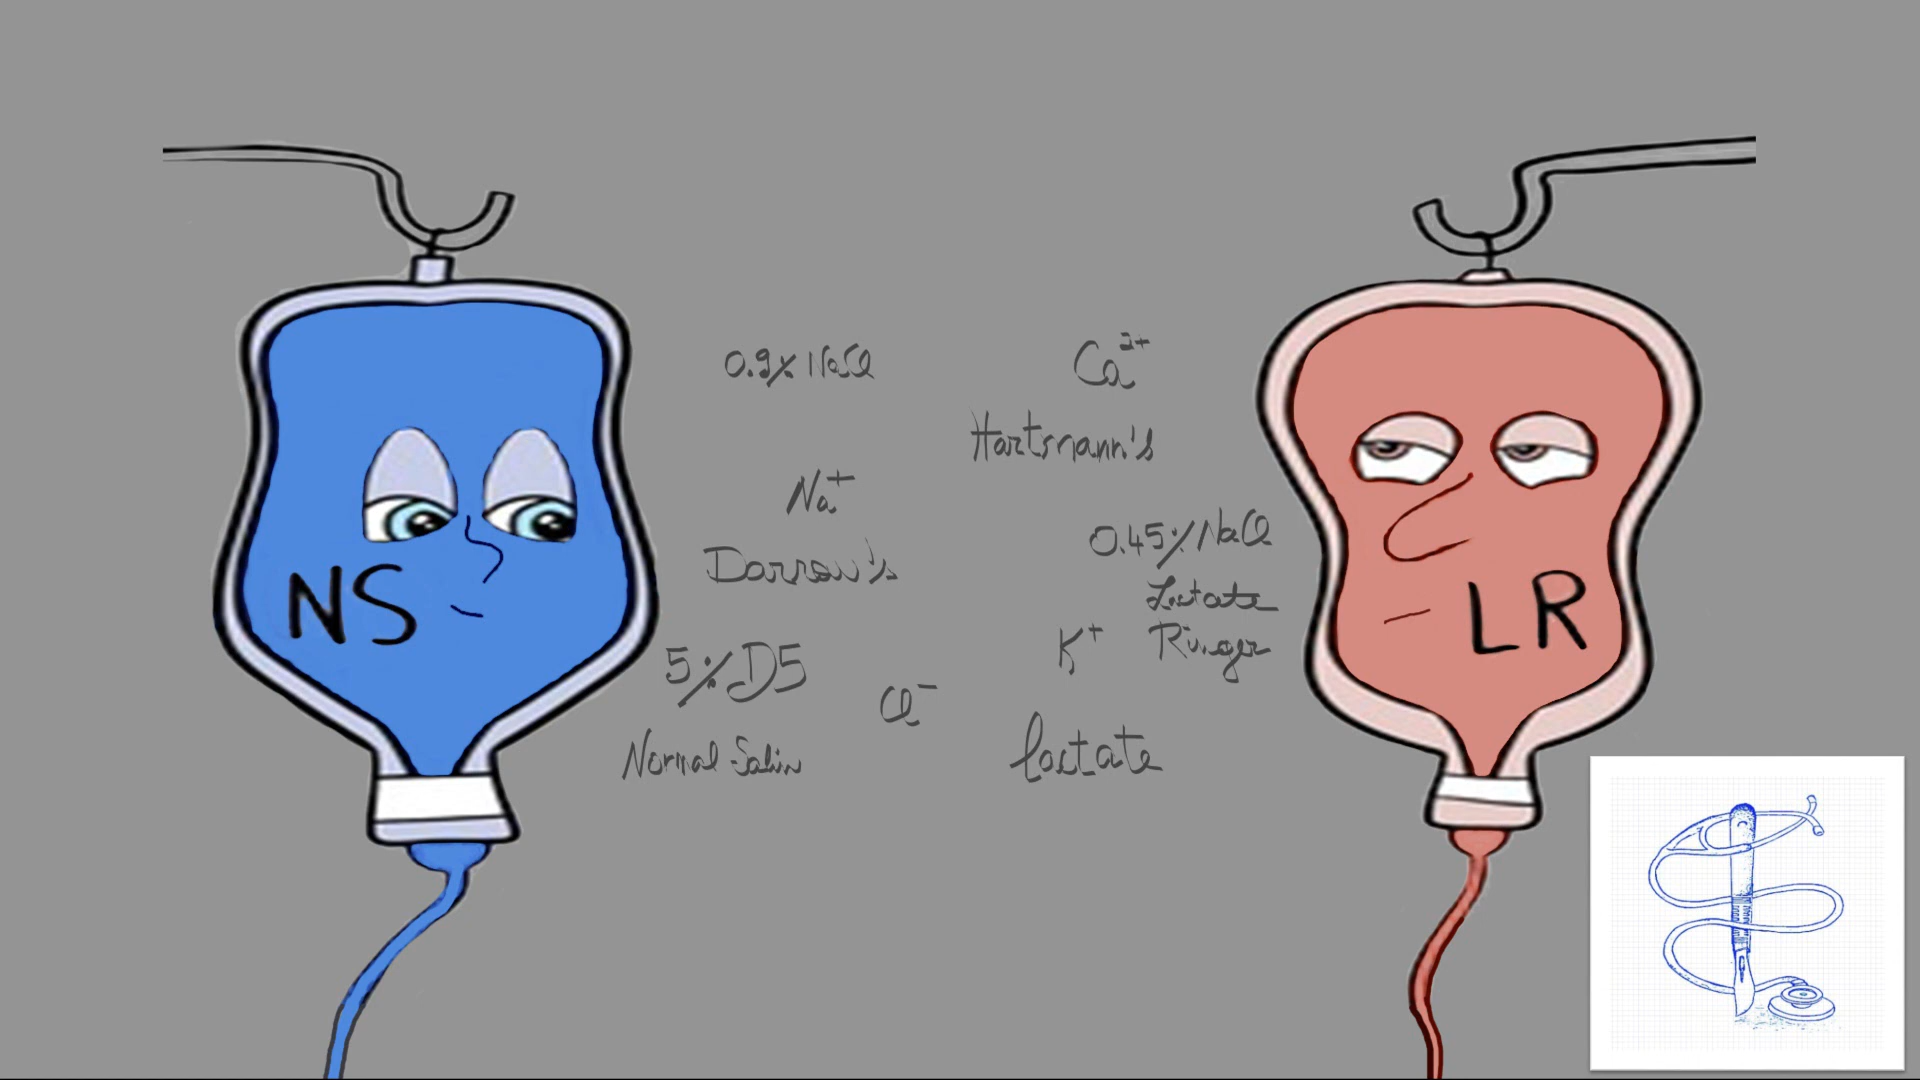 0.9% NaCl
Ca2+
Hartsmann's
Na+
0.45% NaCl
Darrow's
Lactate
NS
LR
K+
Ringer
5% D5
Cl-
Normal Salin
lactate